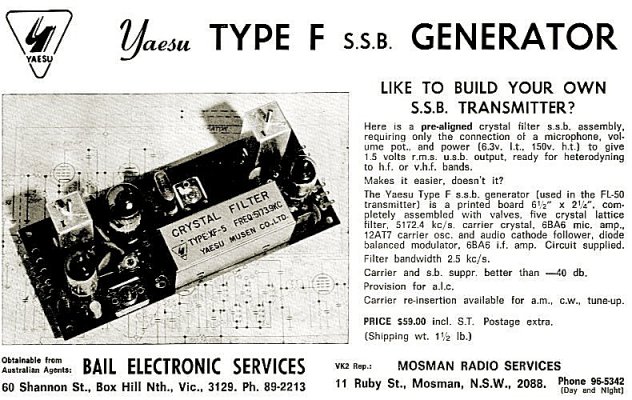 YAESU
Yaesu TYPE F S.S.B. GENERATOR
LIKE TO BUILD YOUR OWN
S.S.B. TRANSMITTER?
Here is a pre-aligned crystal filter s.s.b. assembly,
requiring only the connection of a microphone, vol-
ume pot., and power (6.3v. l.t., 150v. h.t.) to give
1.5 volts r.m.s. u.s.b. output, ready for heterodyning
to h.f. or v.h.f. bands.
Makes it easier, doesn't it?
The Yaesu Type F s.s.b. generator (used in the FL-50
transmitter) is a printed board 6½" x 2¼", com-
pletely assembled with valves, five crystal lattice
filter, 5172.4 kc/s. carrier crystal, 6BA6 mic. amp.,
12AT7 carrier osc. and audio cathode follower, diode
balanced modulator, 6BA6 i.f. amp. Circuit supplied.
Filter bandwidth 2.5 kc/s.
Carrier and s.b. suppr. better than —40 db.
Provision for a.l.c.
Carrier re-insertion available for a.m., c.w., tune-up.
PRICE $59.00 incl. S.T. Postage extra.
(Shipping wt. 1½ lb.)
CRYSTAL FILTER
TYPE:XF-5 FREQ.5173.9KC
YAESU MUSEN CO.,LTD.
Obtainable from
Australian Agents: BAIL ELECTRONIC SERVICES
60 Shannon St., Box Hill Nth., Vic., 3129. Ph. 89-2213
VK2 Rep.: MOSMAN RADIO SERVICES
11 Ruby St., Mosman, N.S.W., 2088. Phone 96-5342
(Day and Night)